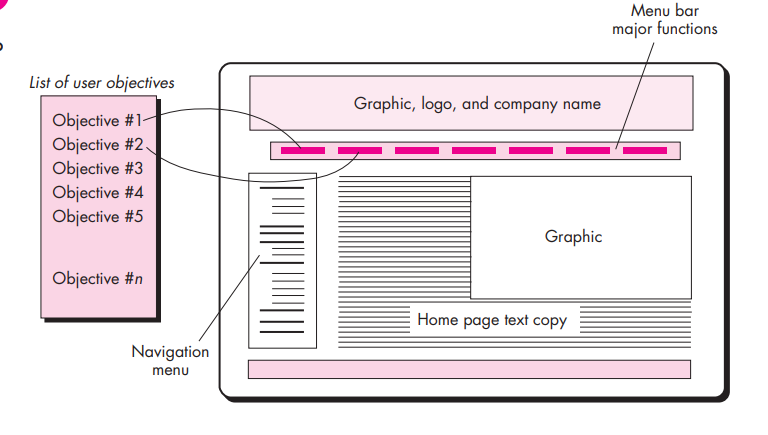 Menu bar
major functions
List of user objectives
Graphic, logo, and company name
Objective #1
Objective #2
Objective #3
Objective #4
Objective #5
Objective #n
Graphic
Home page text copy
Navigation
menu